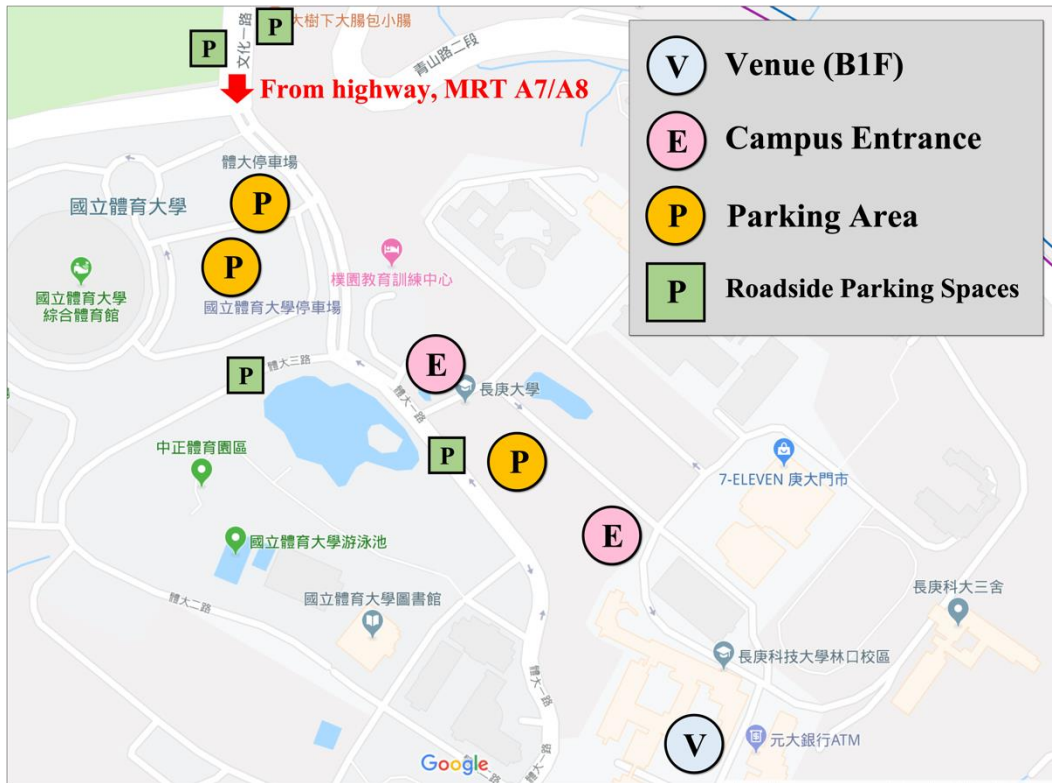 大樹下大腸包小腸
P
P
文化一路
青山路二段
From highway, MRT A7/A8
V Venue (B1F)
E Campus Entrance
P Parking Area
P Roadside Parking Spaces
體大停車場
P
國立體育大學
P
國立體育大學停車場
樸園教育訓練中心
國立體育大學
綜合體育館
E
體大三路
P
長庚大學
體大一路
P
P
中正體育園區
7-ELEVEN 庚大門市
E
國立體育大學游泳池
體大二路
國立體育大學圖書館
長庚科大三舍
長庚科技大學林口校區
體大一路
V
元大銀行ATM
體大一路
Google